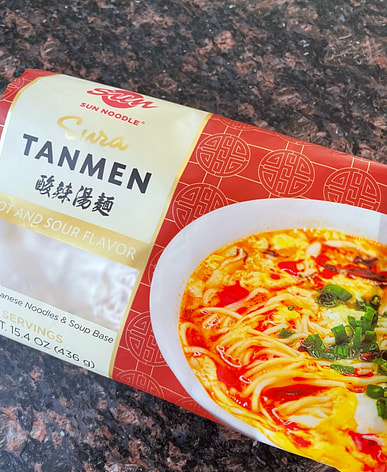 Sun
SUN NOODLE®
Sura
TANMEN
酸辣湯麺
OT AND SOUR FLAVOR
anese Noodles & Soup Base
SERVINGS
T. 15.4 OZ (436 g)